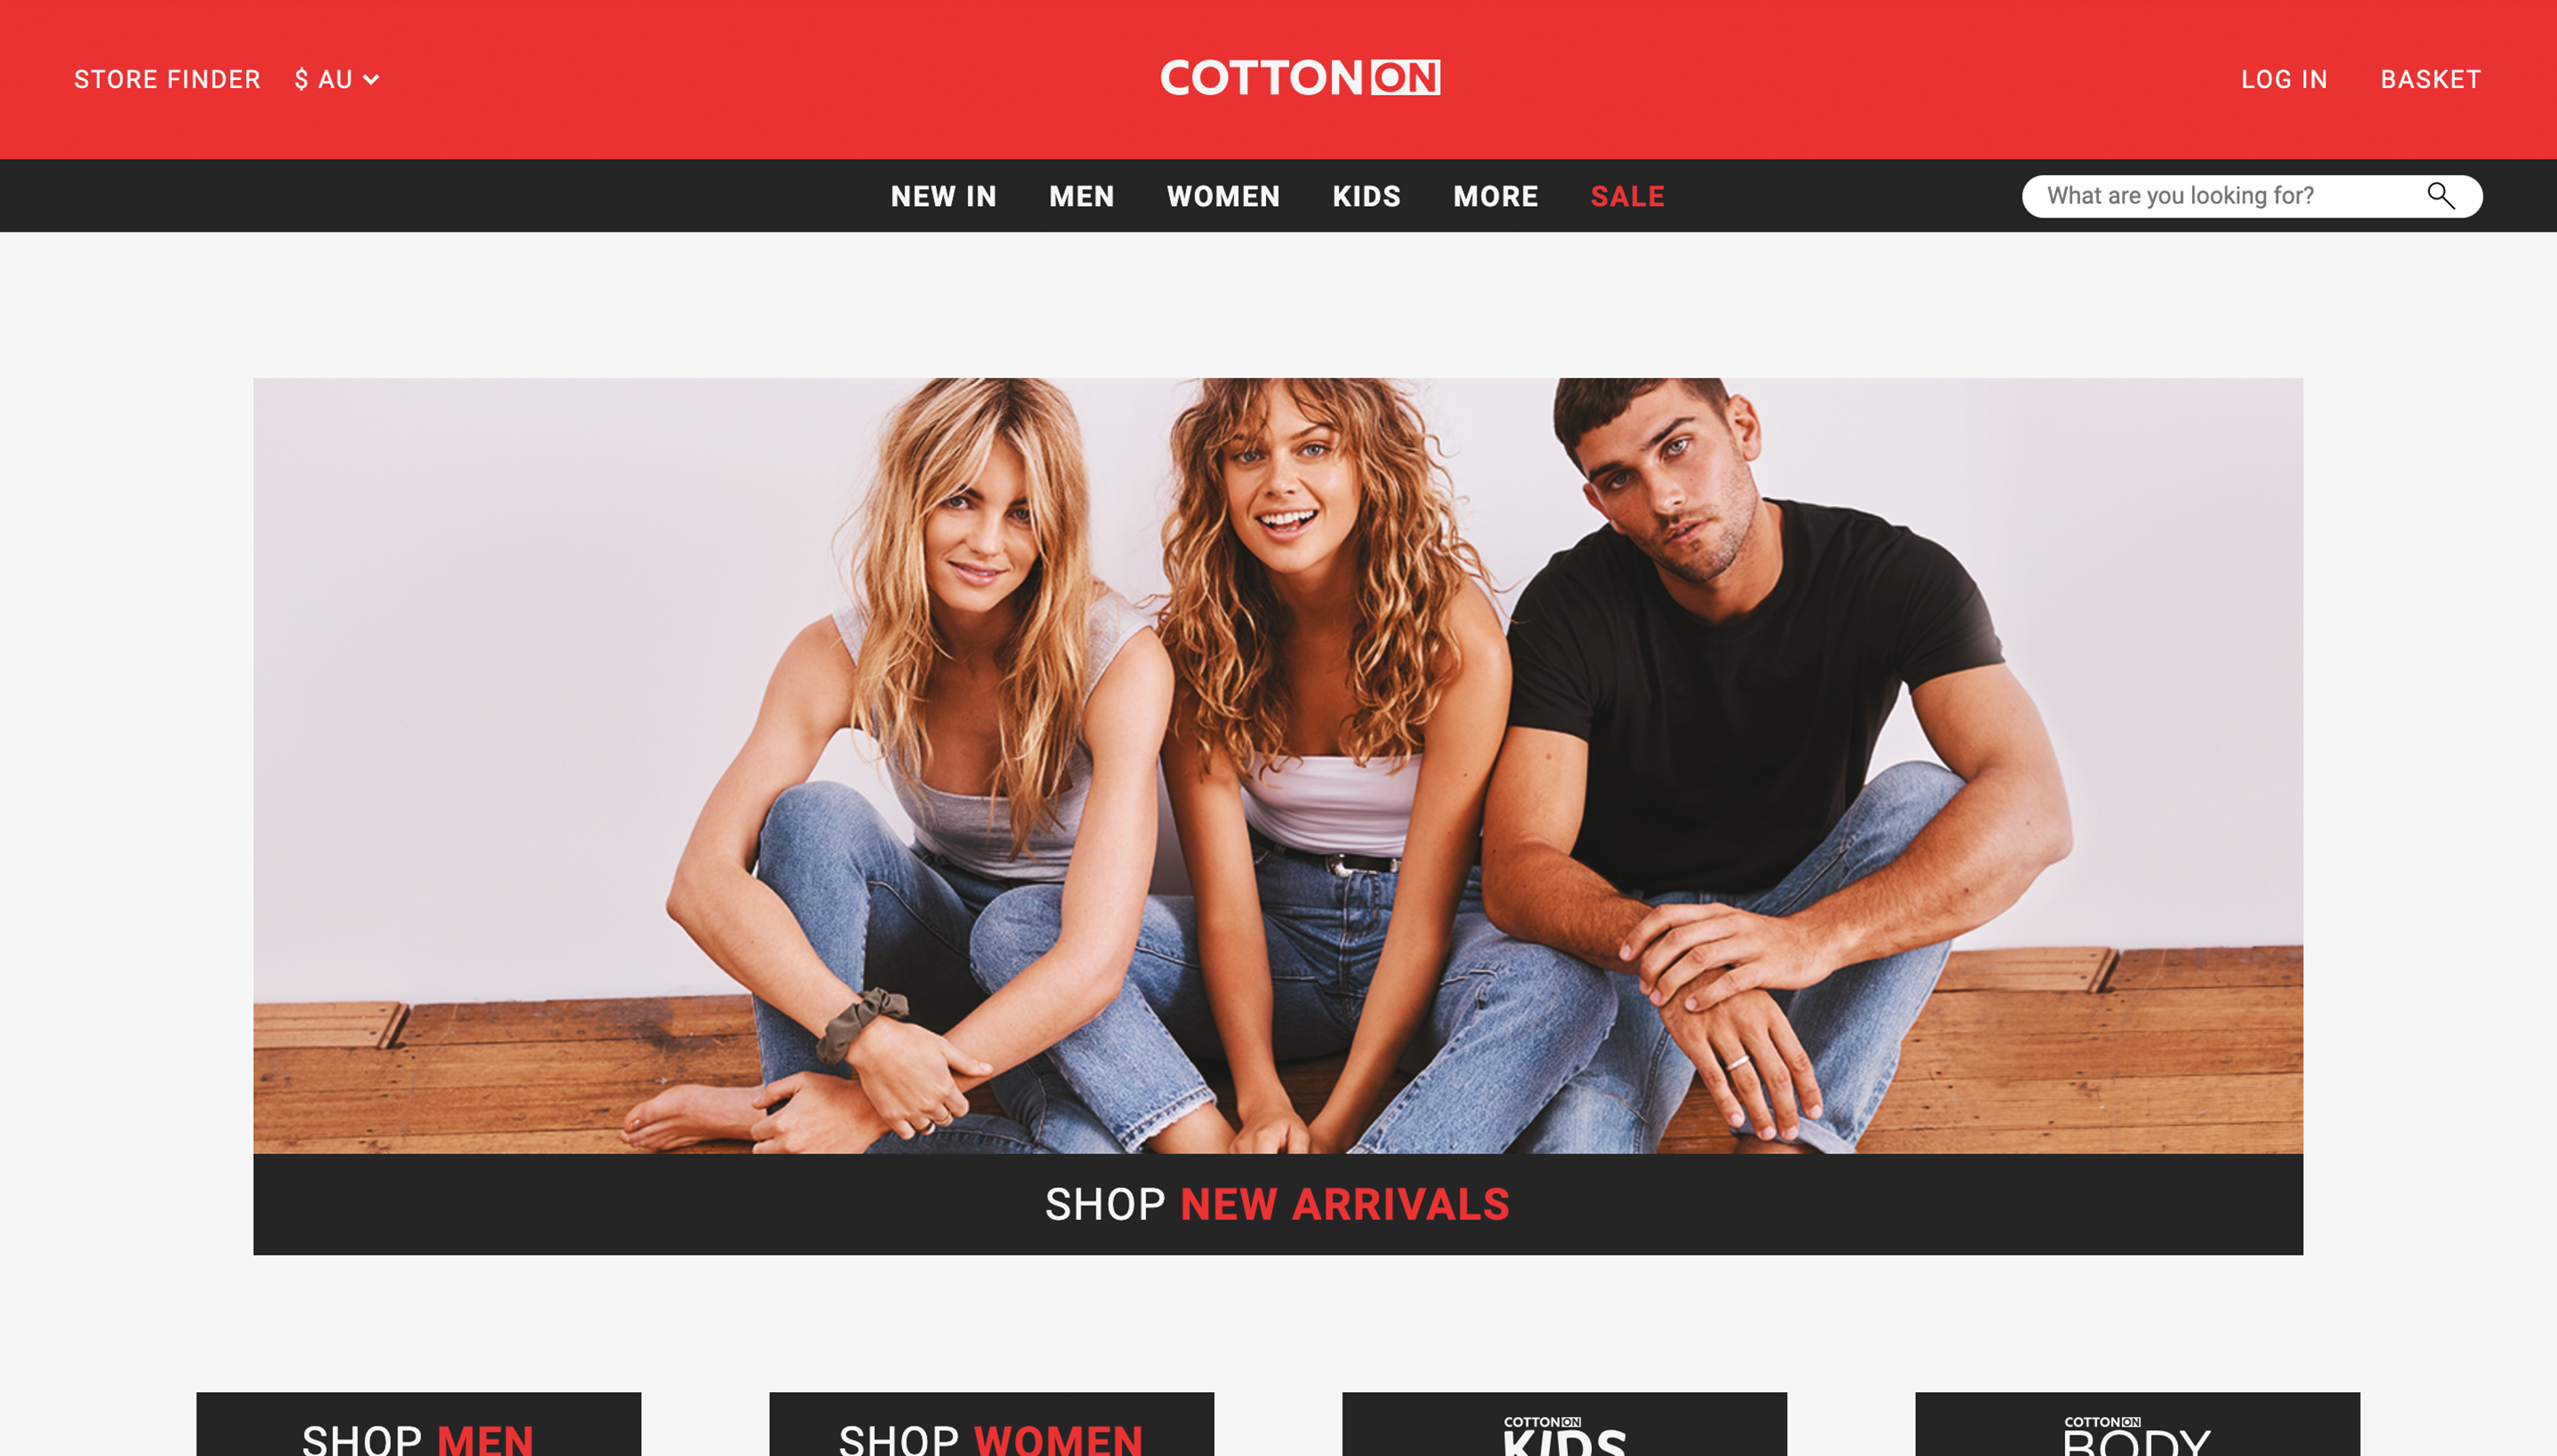 STORE FINDER $ AU
COTTON ON
LOG IN BASKET
NEW IN MEN WOMEN KIDS MORE SALE
What are you looking for?
SHOP NEW ARRIVALS
SHOP MEN
SHOP WOMEN
COTTON ON
KIDS
COTTON ON
BODY